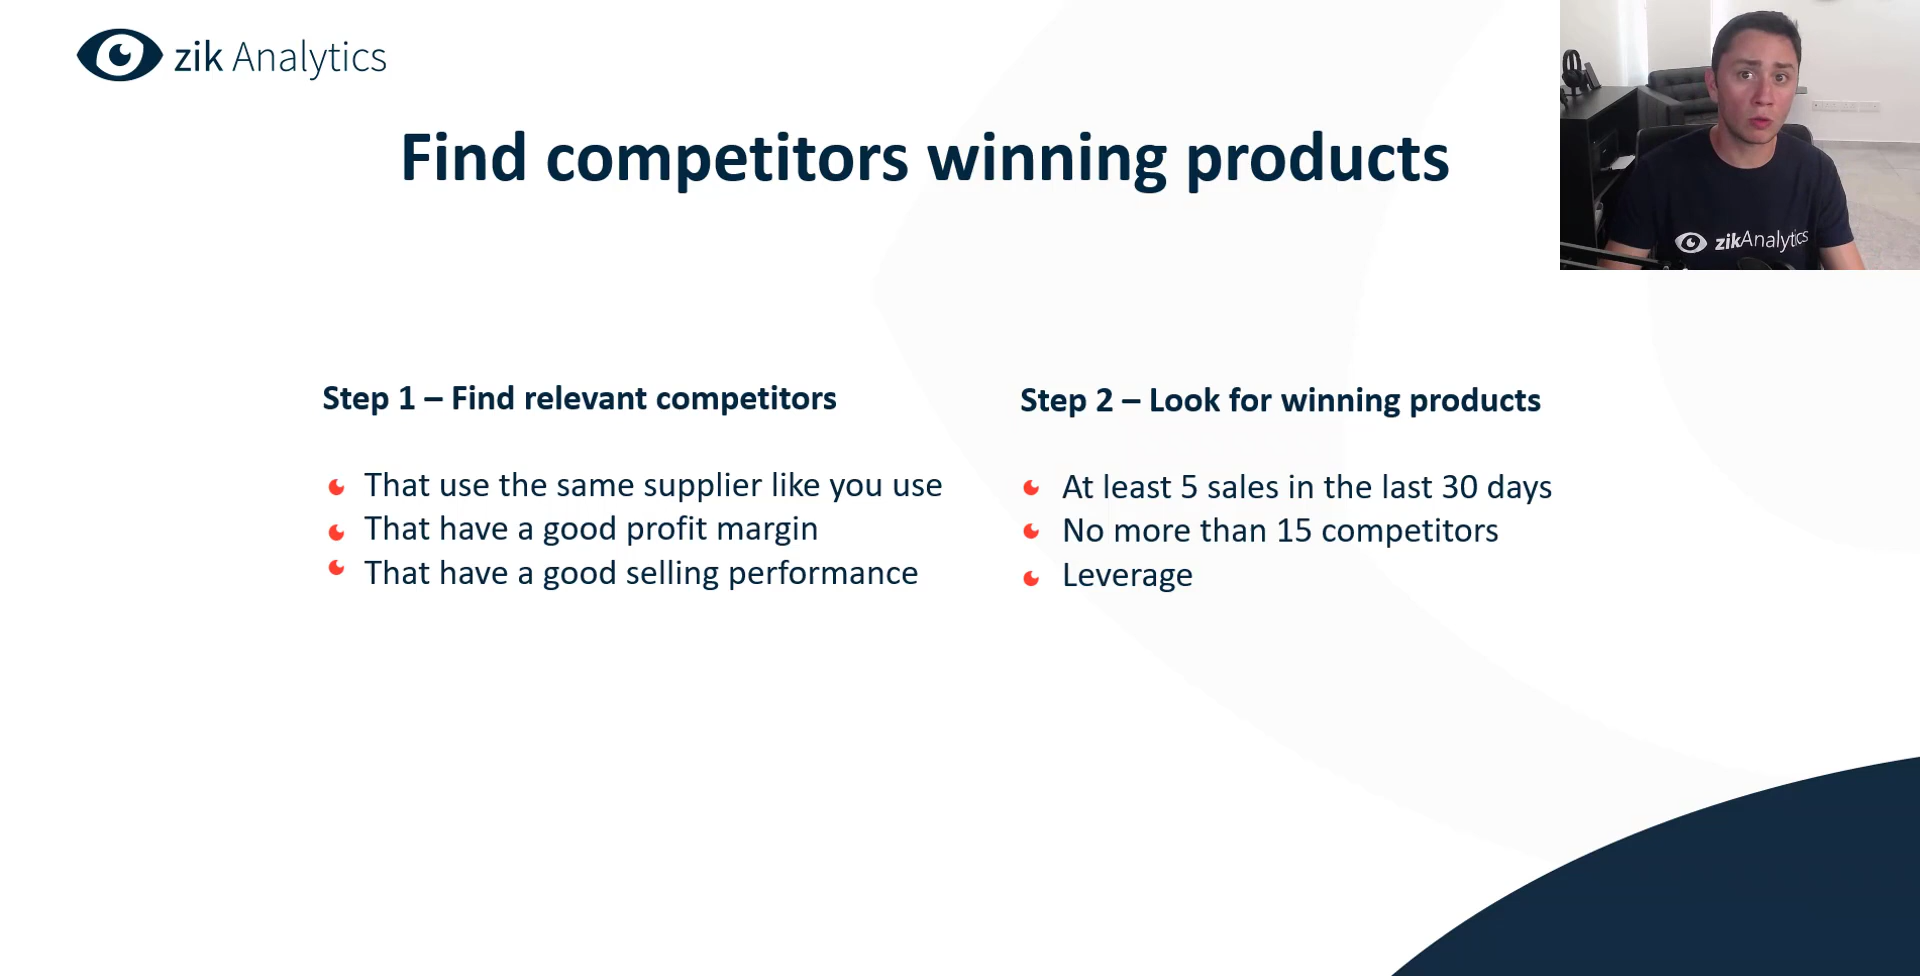 zik Analytics
Find competitors winning products
Step 1 – Find relevant competitors
That use the same supplier like you use
That have a good profit margin
That have a good selling performance
Step 2 – Look for winning products
At least 5 sales in the last 30 days
No more than 15 competitors
Leverage
zikAnalytics